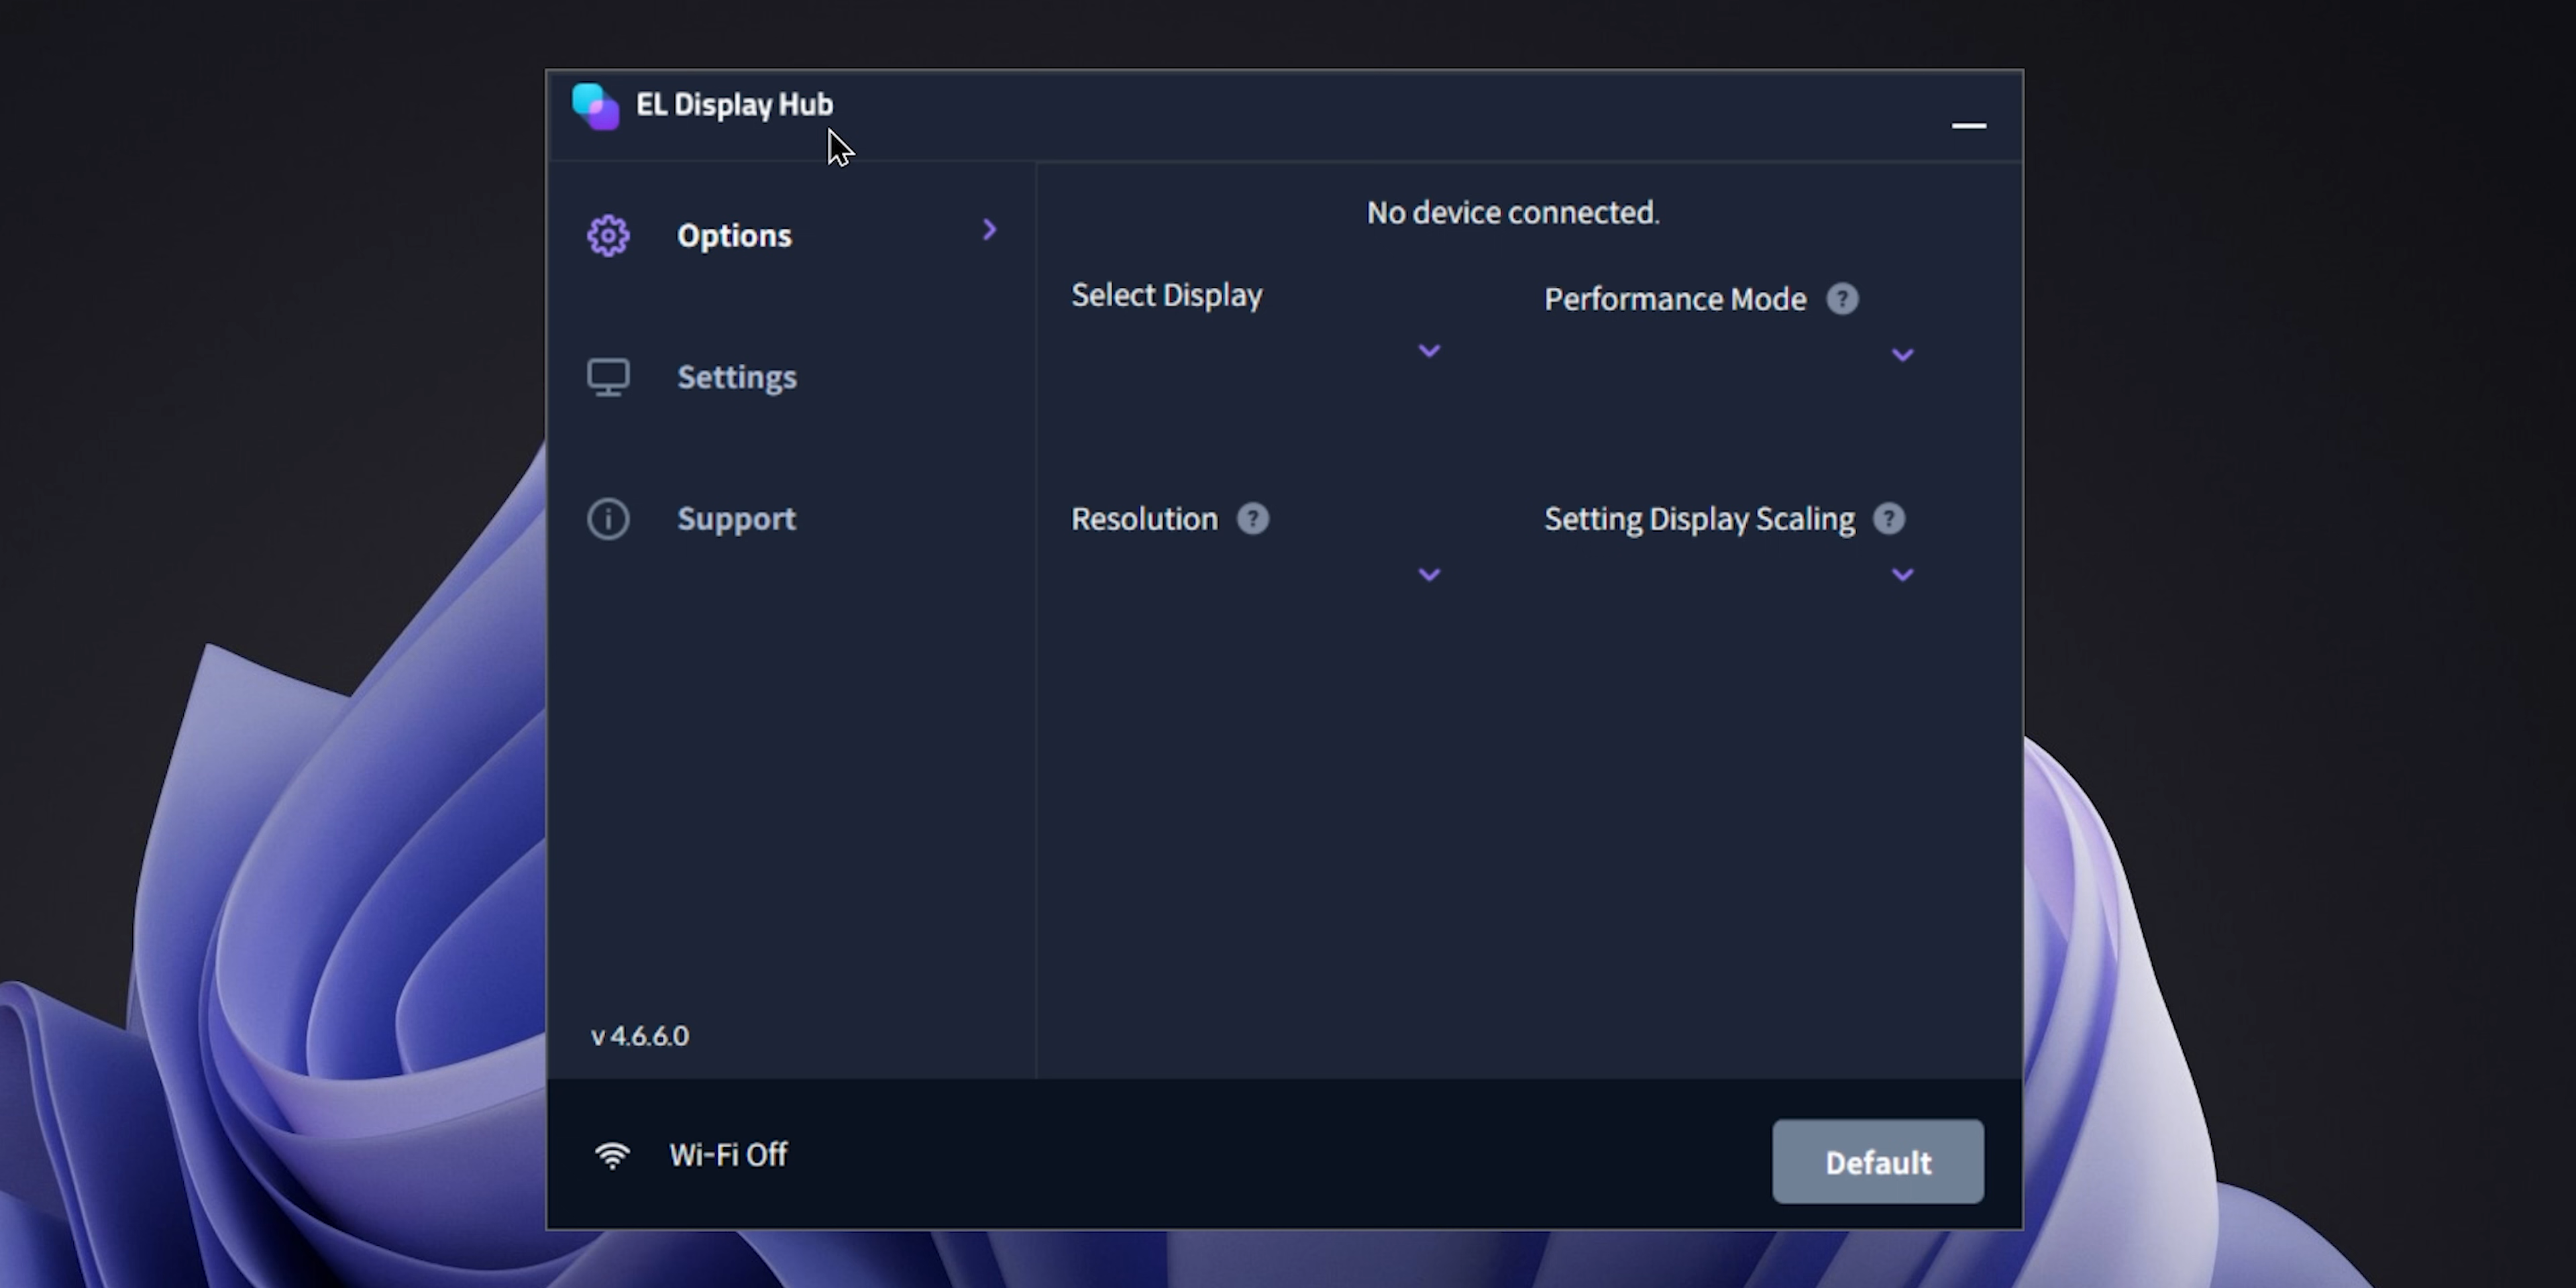 EL Display Hub
Options
Settings
Support
v 4.6.6.0
No device connected.
Select Display
Performance Mode ?
Resolution ?
Setting Display Scaling ?
Wi-Fi Off
Default